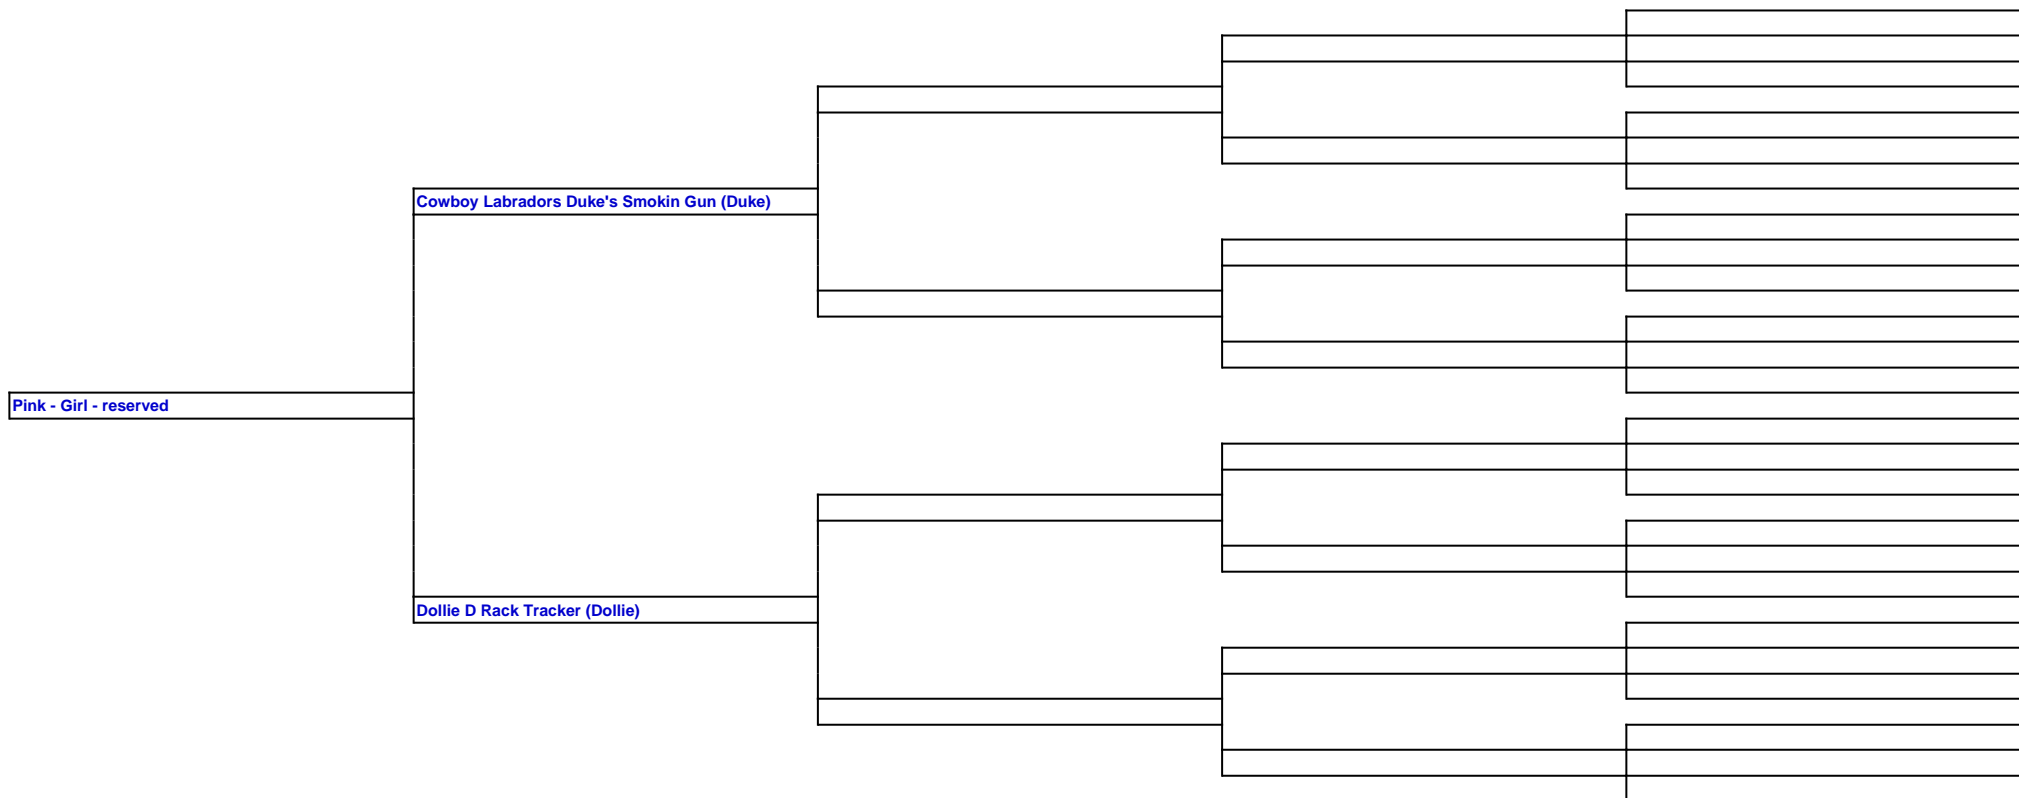 Cowboy Labradors Duke's Smokin Gun (Duke)
Pink - Girl - reserved
Dollie D Rack Tracker (Dollie)